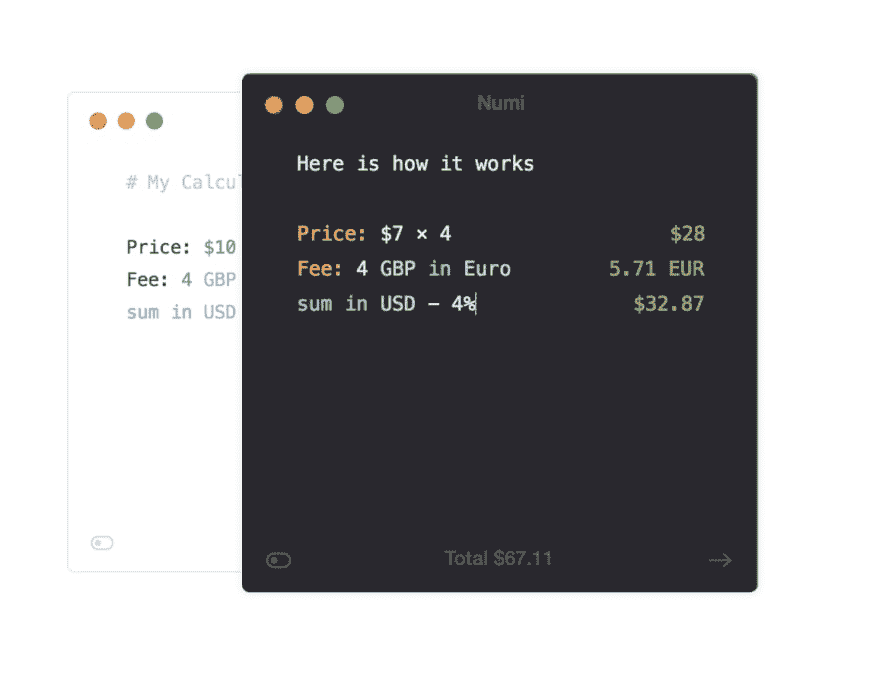 Numi
# My Calcul
Price: $10
Fee: 4 GBP
sum in USD
Here is how it works
Price: $7 × 4 $28
Fee: 4 GBP in Euro 5.71 EUR
sum in USD − 4% $32.87
Total $67.11